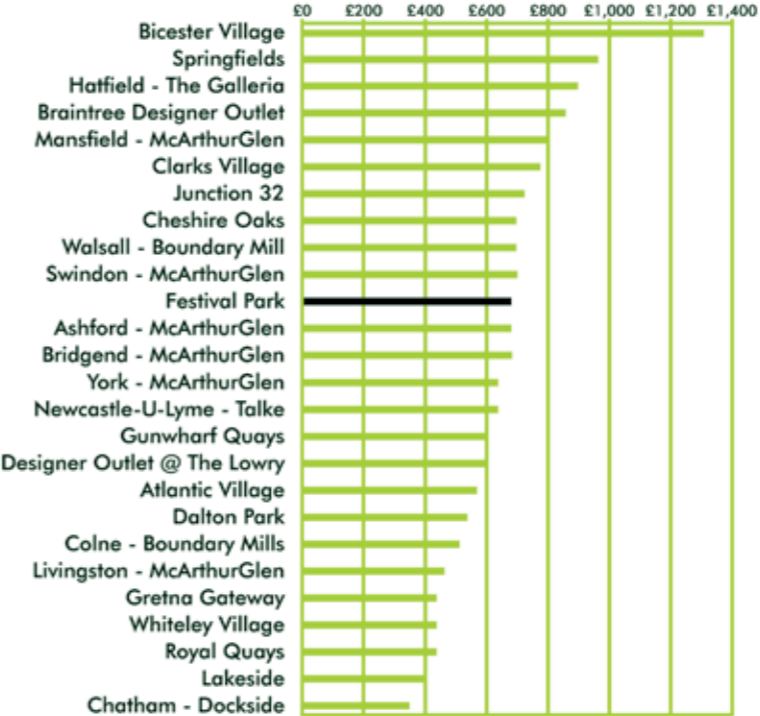 £0 £200 £400 £600 £800 £1,000 £1,200 £1,400
Bicester Village
Springfields
Hatfield - The Galleria
Braintree Designer Outlet
Mansfield - McArthurGlen
Clarks Village
Junction 32
Cheshire Oaks
Walsall - Boundary Mill
Swindon - McArthurGlen
Festival Park
Ashford - McArthurGlen
Bridgend - McArthurGlen
York - McArthurGlen
Newcastle-U-Lyme - Talke
Gunwharf Quays
Designer Outlet @ The Lowry
Atlantic Village
Dalton Park
Colne - Boundary Mills
Livingston - McArthurGlen
Gretna Gateway
Whiteley Village
Royal Quays
Lakeside
Chatham - Dockside